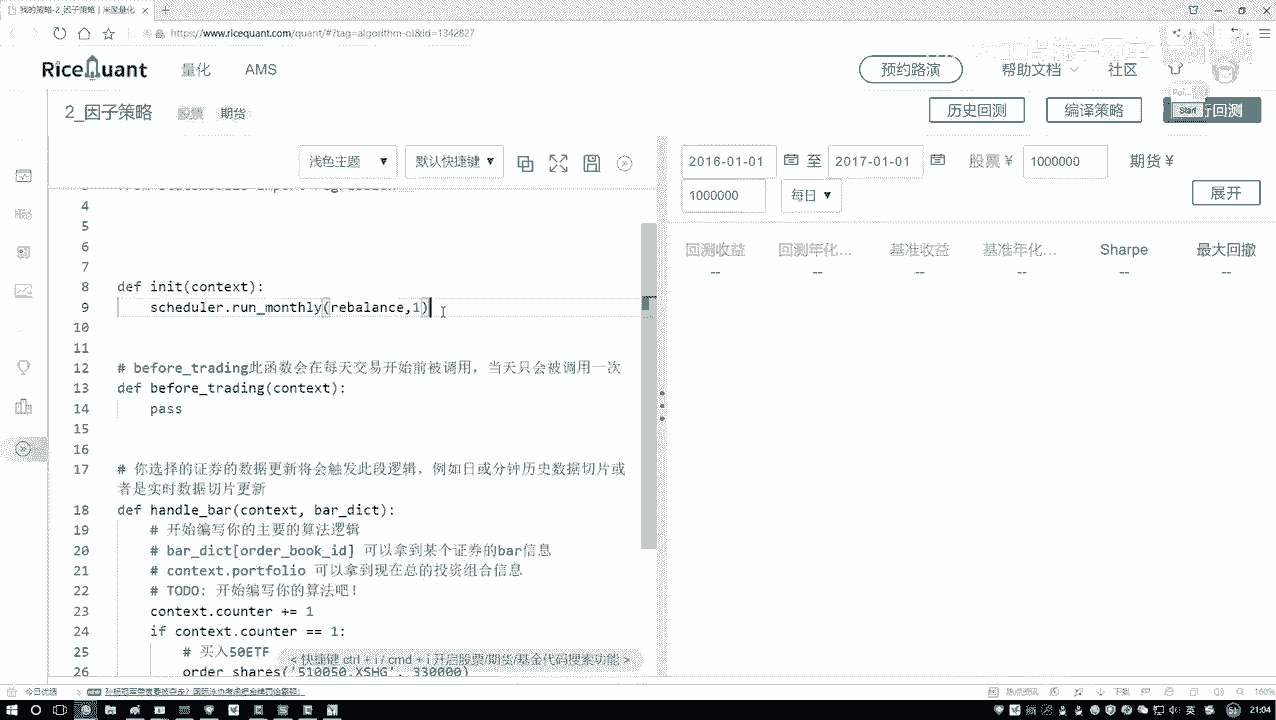 我的策略-2_因子策略 | 米筐量化
https://www.ricequant.com/quant/#?tag=algorithm-ol&id=1342827
RiceQuant 量化 AMS 预约路演 帮助文档 社区
2_因子策略 股票 期货 历史回测 编译策略 Start 行回测
浅色主题 ▼ 默认快捷键 ▼ 2016-01-01 至 2017-01-01 股票 ¥ 1000000 期货 ¥
1000000 每日 ▼ 展开
回测收益 回测年化... 基准收益 基准年化... Sharpe 最大回撤
-- -- -- -- -- --
4
5
6
7
8 def init(context):
9 scheduler.run_monthly(rebalance,1)
10
11
12 # before_trading此函数会在每天交易开始前被调用，当天只会被调用一次
13 def before_trading(context):
14 pass
15
16
17 # 你选择的证券的数据更新将会触发此段逻辑，例如日或分钟历史数据切片或
者是实时数据切片更新
18 def handle_bar(context, bar_dict):
19 # 开始编写你的主要的算法逻辑
20 # bar_dict[order_book_id] 可以拿到某个证券的bar信息
21 # context.portfolio 可以拿到现在总的投资组合信息
22 # TODO: 开始编写你的算法吧！
23 context.counter += 1
24 if context.counter == 1:
25 # 买入50ETF
< 快捷键 ctrl + i / cmd + i 开启股票/期货/基金代码搜索功能 >
26 order_shares('510050.XSHG', 330000)
今日优选 热点资讯 下载 160%
英 21:04